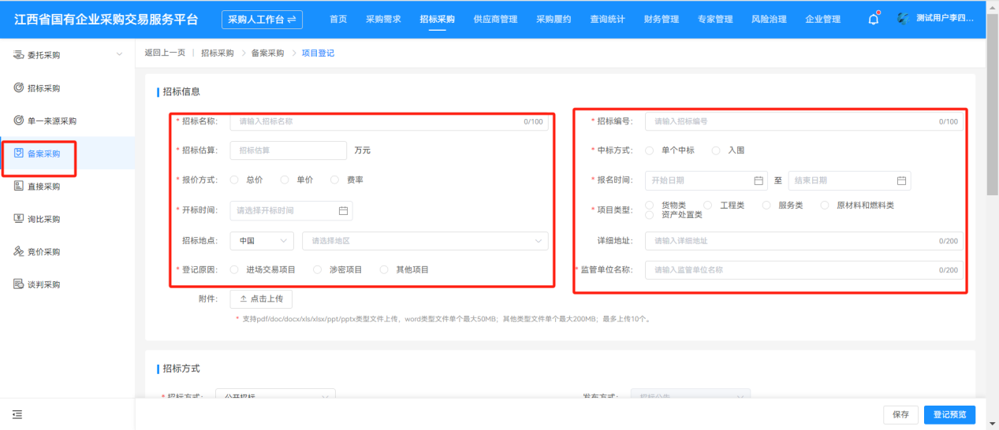 江西省国有企业采购交易服务平台 采购人工作台 首页 采购需求 招标采购 供应商管理 采购履约 查询统计 财务管理 专家管理 风险治理 企业管理 测试用户李四...
委托采购
招标采购
单一来源采购
备案采购
直接采购
询比采购
竞价采购
谈判采购
返回上一页 | 招标采购 > 备案采购 > 项目登记
招标信息
* 招标名称: 请输入招标名称 0/100 * 招标编号: 请输入招标编号 0/100
* 招标估算: 招标估算 万元 * 中标方式: 单个中标 入围
* 报价方式: 总价 单价 费率 * 报名时间: 开始日期 至 结束日期
* 开标时间: 请选择开标时间 * 项目类型: 货物类 工程类 服务类 原材料和燃料类
资产处置类
招标地点: 中国 请选择地区 详细地址: 请输入详细地址 0/200
* 登记原因: 进场交易项目 涉密项目 其他项目 * 监管单位名称: 请输入监管单位名称 0/200
附件: 点击上传
* 支持pdf/doc/docx/xls/xlsx/ppt/pptx类型文件上传，word类型文件单个最大50MB；其他类型文件单个最大200MB；最多上传10个。
招标方式
* 招标方式: 公开招标 发布方式: 招标公告
保存 登记预览